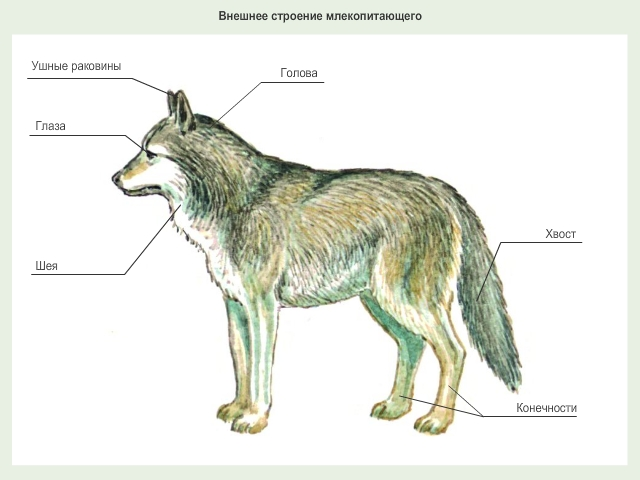 Внешнее строение млекопитающего
Ушные раковины
Голова
Глаза
Шея
Хвост
Конечности